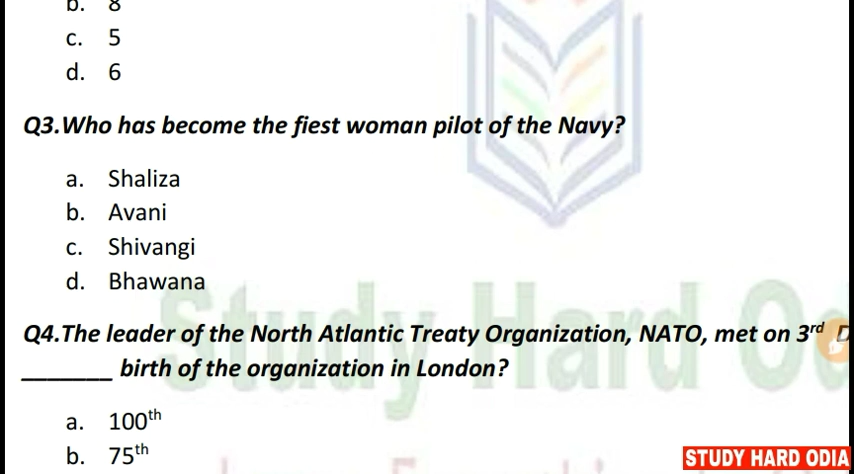 b. 8
c. 5
d. 6
Q3.Who has become the fiest woman pilot of the Navy?
a. Shaliza
b. Avani
c. Shivangi
d. Bhawana
Q4.The leader of the North Atlantic Treaty Organization, NATO, met on 3rd D
_______ birth of the organization in London?
a. 100th
b. 75th
Study Hard Od
STUDY HARD ODIA